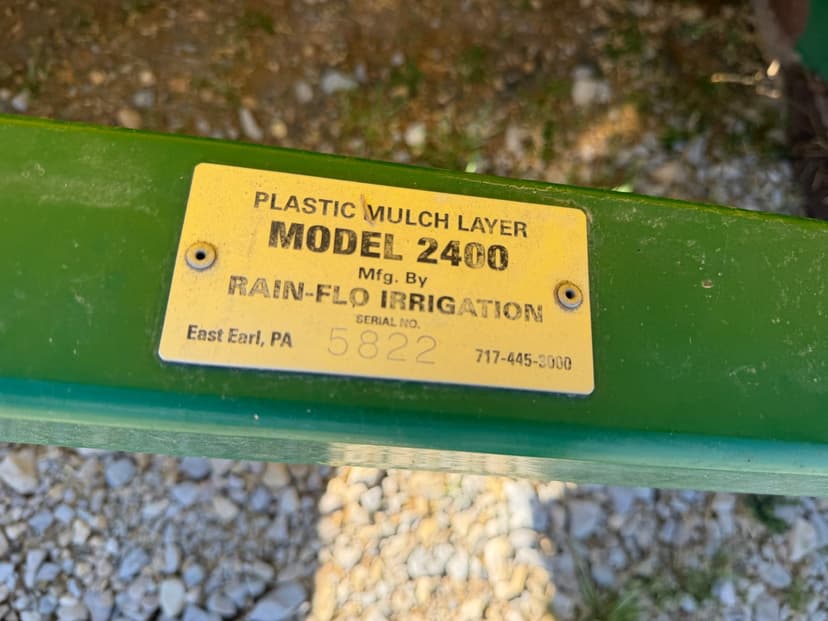 PLASTIC MULCH LAYER
MODEL 2400
Mfg. By
RAIN-FLO IRRIGATION
SERIAL NO.
East Earl, PA 5822 717-445-3000